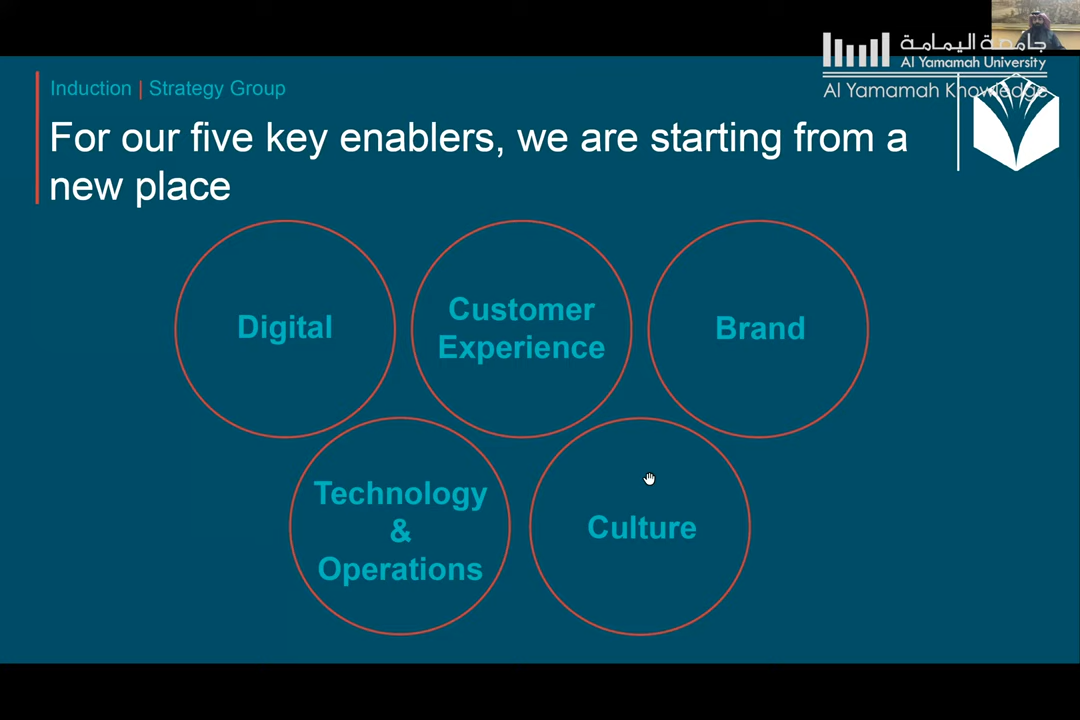 جامعة اليمامة
Al Yamamah University
Al Yamamah Knowledge
Induction | Strategy Group
For our five key enablers, we are starting from a
new place
Digital
Customer
Experience
Brand
Technology
&
Operations
Culture